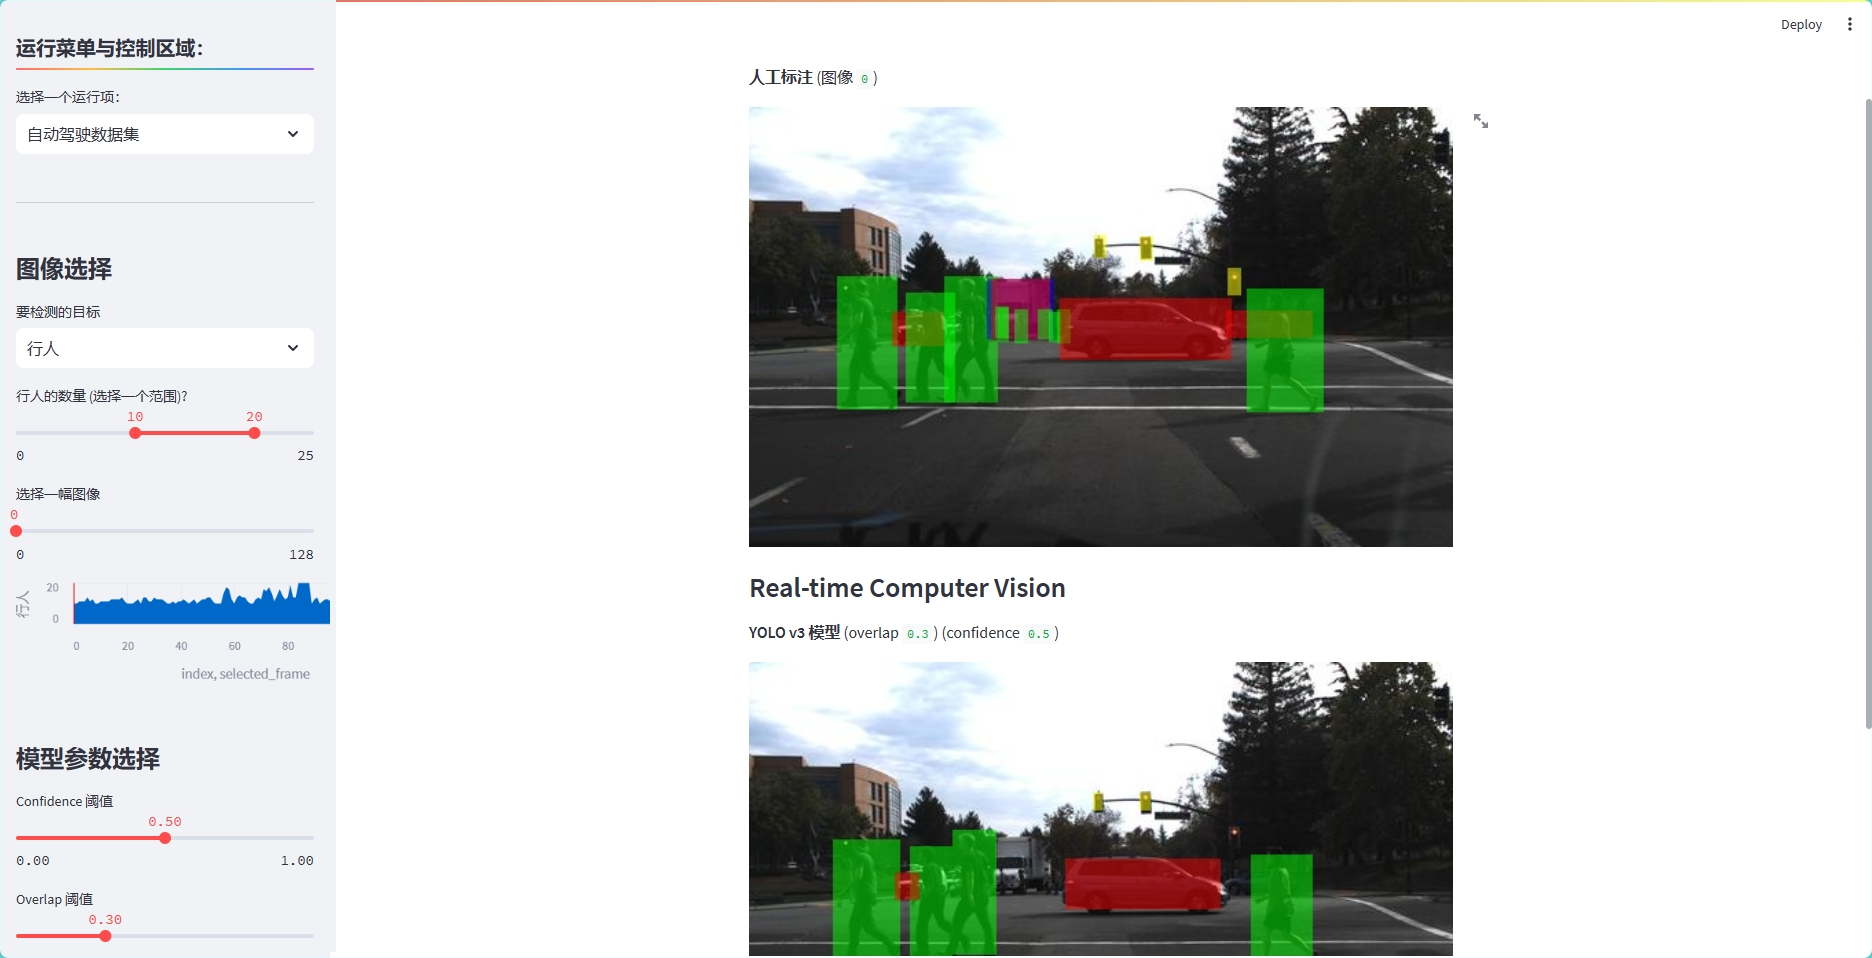 运行菜单与控制区域：
选择一个运行项：
自动驾驶数据集
图像选择
要检测的目标
行人
行人的数量 (选择一个范围)?
10 20
0 25
选择一幅图像
0
0 128
行人
20
0
0 20 40 60 80
index, selected_frame
模型参数选择
Confidence 阈值
0.50
0.00 1.00
Overlap 阈值
0.30
Deploy
人工标注 (图像 0 )
Real-time Computer Vision
YOLO v3 模型 (overlap 0.3 ) (confidence 0.5 )